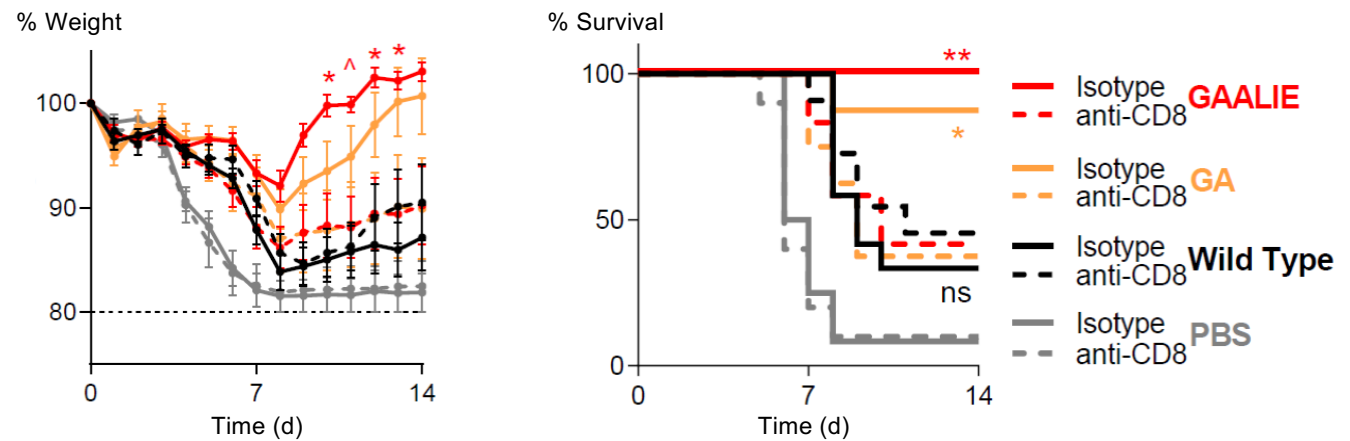 % Weight
100
90
80
0
7
14
Time (d)
* ^ * *
% Survival
100
50
0
0
7
14
Time (d)
**
*
ns
Isotype
anti-CD8
GAALIE
Isotype
anti-CD8
GA
Isotype
anti-CD8
Wild Type
Isotype
anti-CD8
PBS